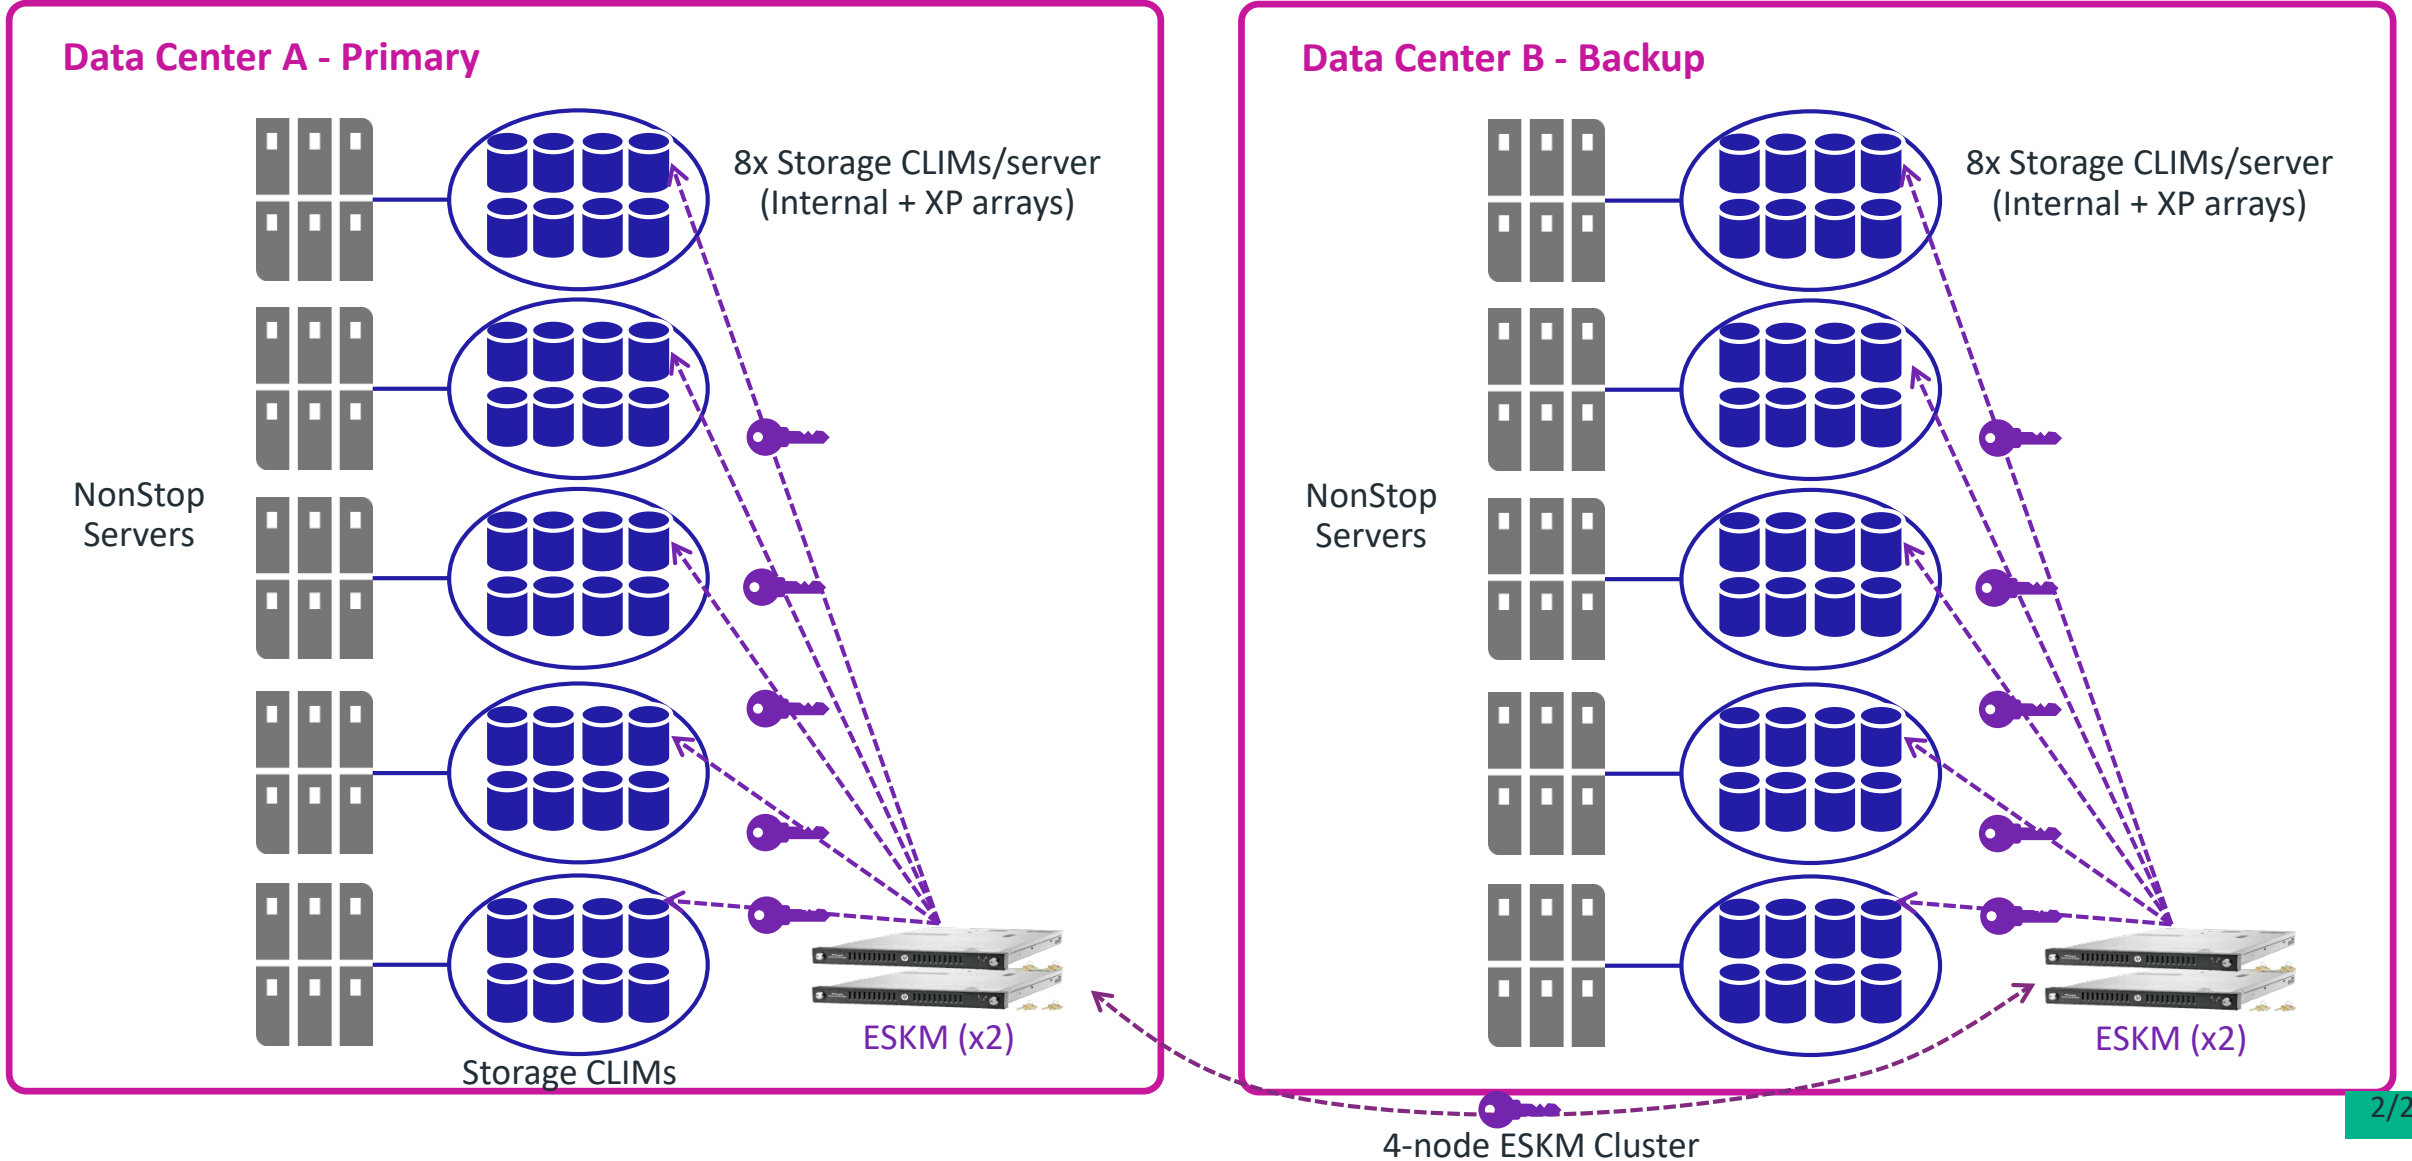 Data Center A - Primary
8x Storage CLIMs/server
(Internal + XP arrays)
NonStop
Servers
ESKM (x2)
Storage CLIMs
Data Center B - Backup
8x Storage CLIMs/server
(Internal + XP arrays)
NonStop
Servers
ESKM (x2)
4-node ESKM Cluster
2/2